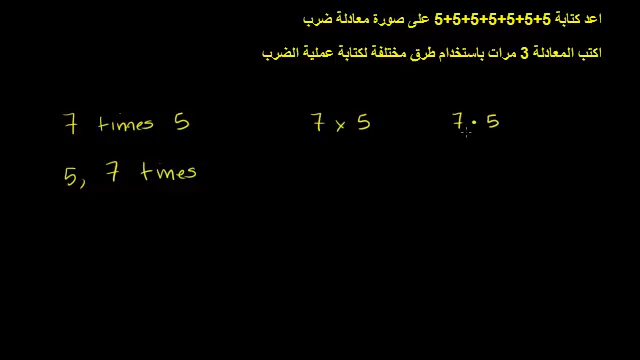 اعد كتابة 5+5+5+5+5+5+5 على صورة معادلة ضرب
اكتب المعادلة 3 مرات باستخدام طرق مختلفة لكتابة عملية الضرب
7 times 5 7 × 5 7 · 5
5, 7 times